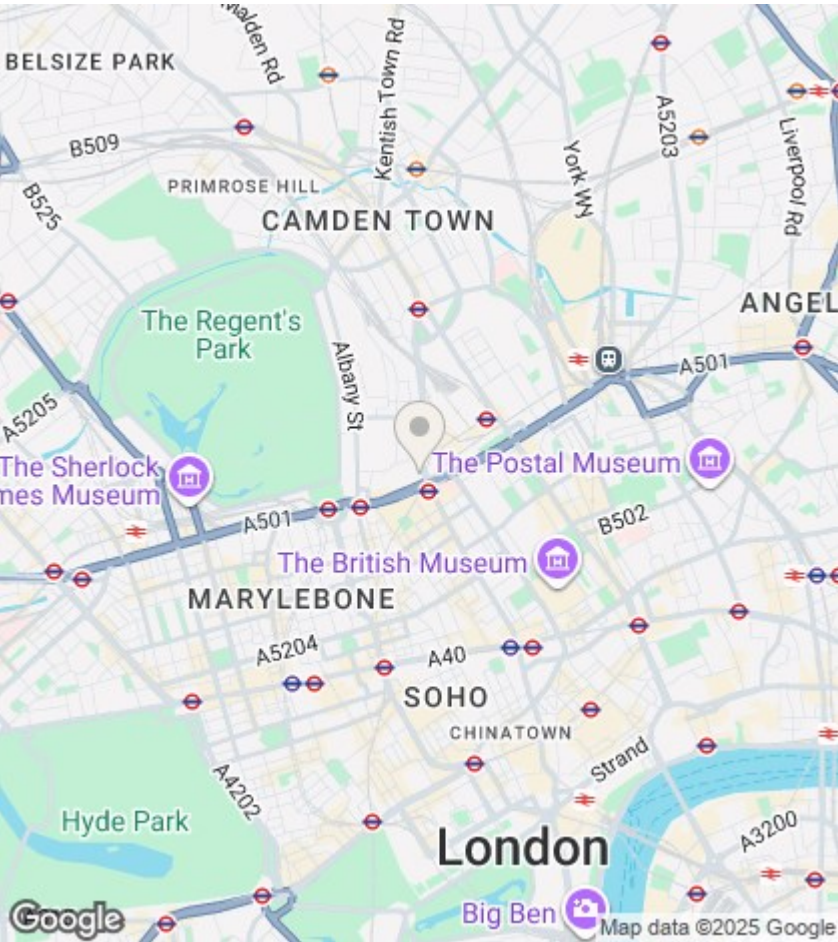 Malden Rd
BELSIZE PARK
Kentish Town Rd
A5203
B509
Liverpool Rd
York Wy
PRIMROSE HILL
B525
CAMDEN TOWN
ANGEL
The Regent's
Park
Albany St
A501
A5205
The Sherlock
mes Museum
The Postal Museum
A501
B502
The British Museum
MARYLEBONE
A5204
A40
SOHO
CHINATOWN
Strand
A4202
Hyde Park
A3200
London
Google
Big Ben
Map data ©2025 Google